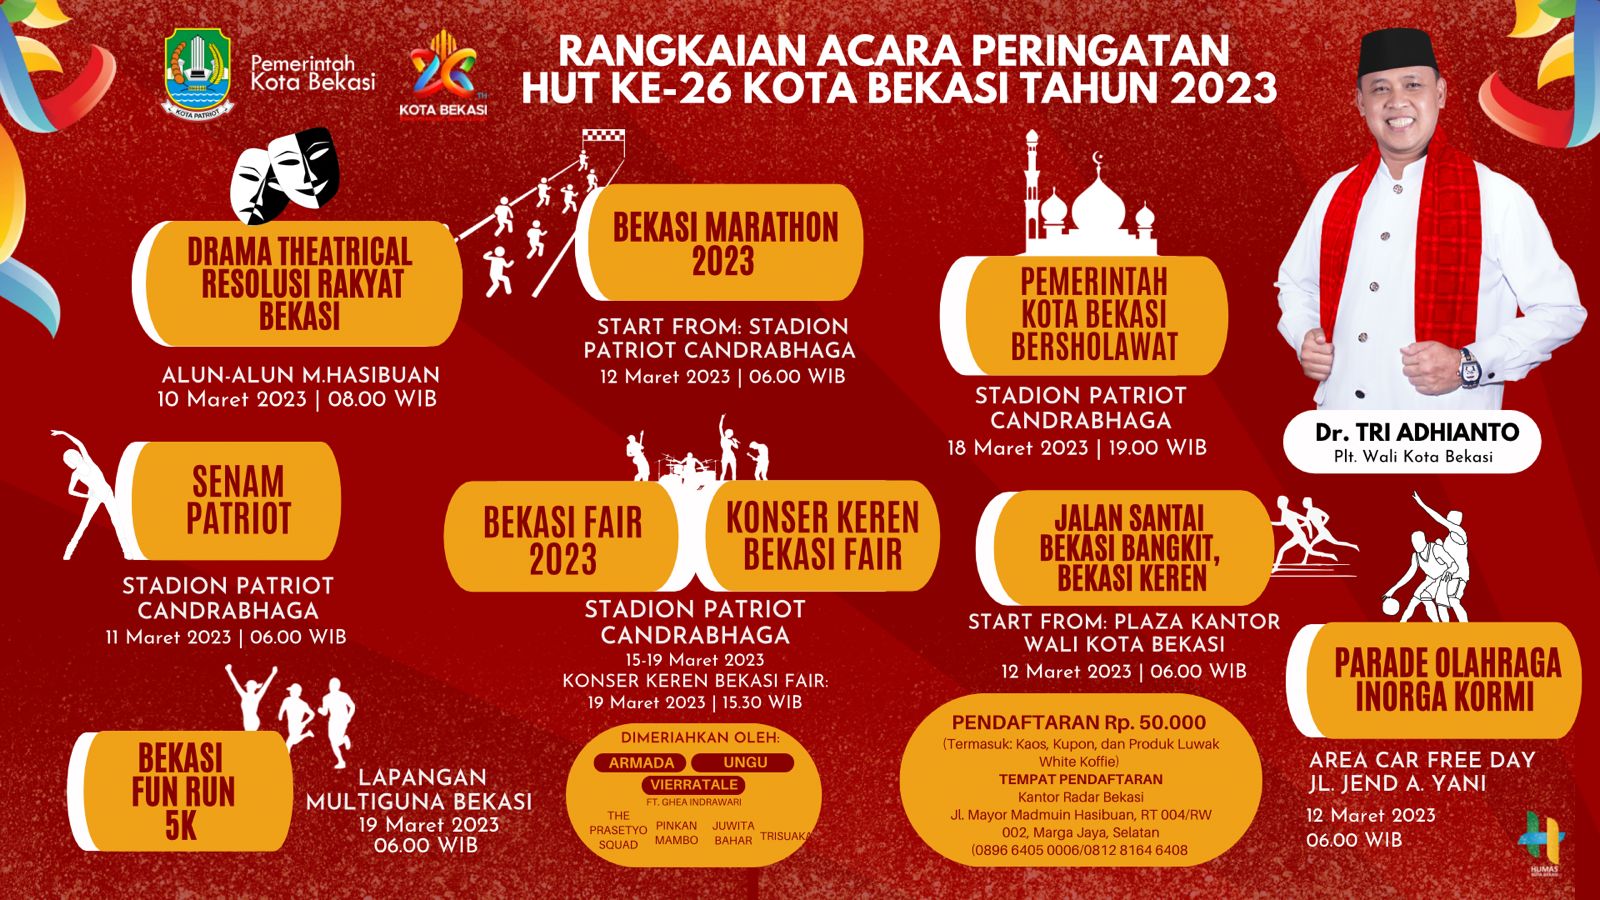 Pemerintah
Kota Bekasi
KOTA PATRIOT
26 TH
KOTA BEKASI
RANGKAIAN ACARA PERINGATAN
HUT KE-26 KOTA BEKASI TAHUN 2023
DRAMA THEATRICAL
RESOLUSI RAKYAT
BEKASI
ALUN-ALUN M.HASIBUAN
10 Maret 2023 | 08.00 WIB
BEKASI MARATHON
2023
START FROM: STADION
PATRIOT CANDRABHAGA
12 Maret 2023 | 06.00 WIB
PEMERINTAH
KOTA BEKASI
BERSHOLAWAT
STADION PATRIOT
CANDRABHAGA
18 Maret 2023 | 19.00 WIB
Dr. TRI ADHIANTO
Plt. Wali Kota Bekasi
SENAM
PATRIOT
STADION PATRIOT
CANDRABHAGA
11 Maret 2023 | 06.00 WIB
BEKASI FAIR
2023
KONSER KEREN
BEKASI FAIR
STADION PATRIOT
CANDRABHAGA
15-19 Maret 2023
KONSER KEREN BEKASI FAIR:
19 Maret 2023 | 15.30 WIB
DIMERIAHKAN OLEH:
ARMADA
UNGU
VIERRATALE
FT. GHEA INDRAWARI
THE
PRASETYO
SQUAD
PINKAN
MAMBO
JUWITA
BAHAR
TRISUAKA
JALAN SANTAI
BEKASI BANGKIT,
BEKASI KEREN
START FROM: PLAZA KANTOR
WALI KOTA BEKASI
12 Maret 2023 | 06.00 WIB
PENDAFTARAN Rp. 50.000
(Termasuk: Kaos, Kupon, dan Produk Luwak
White Koffie)
TEMPAT PENDAFTARAN
Kantor Radar Bekasi
Jl. Mayor Madmuin Hasibuan, RT 004/RW
002, Marga Jaya, Selatan
(0896 6405 0006/0812 8164 6408
PARADE OLAHRAGA
INORGA KORMI
AREA CAR FREE DAY
JL. JEND A. YANI
12 Maret 2023
06.00 WIB
BEKASI
FUN RUN
5K
LAPANGAN
MULTIGUNA BEKASI
19 Maret 2023
06.00 WIB
HUMAS
KOTA BEKASI